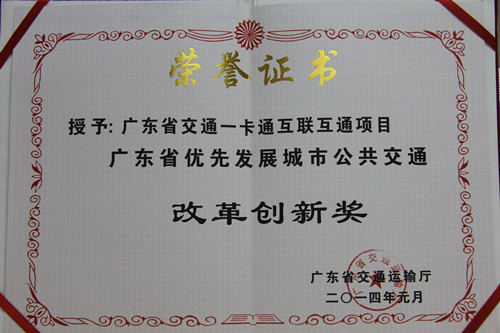 荣誉证书
授予:广东省交通一卡通互联互通项目
广东省优先发展城市公共交通
改革创新奖
广东省交通运输厅
二〇一四年元月